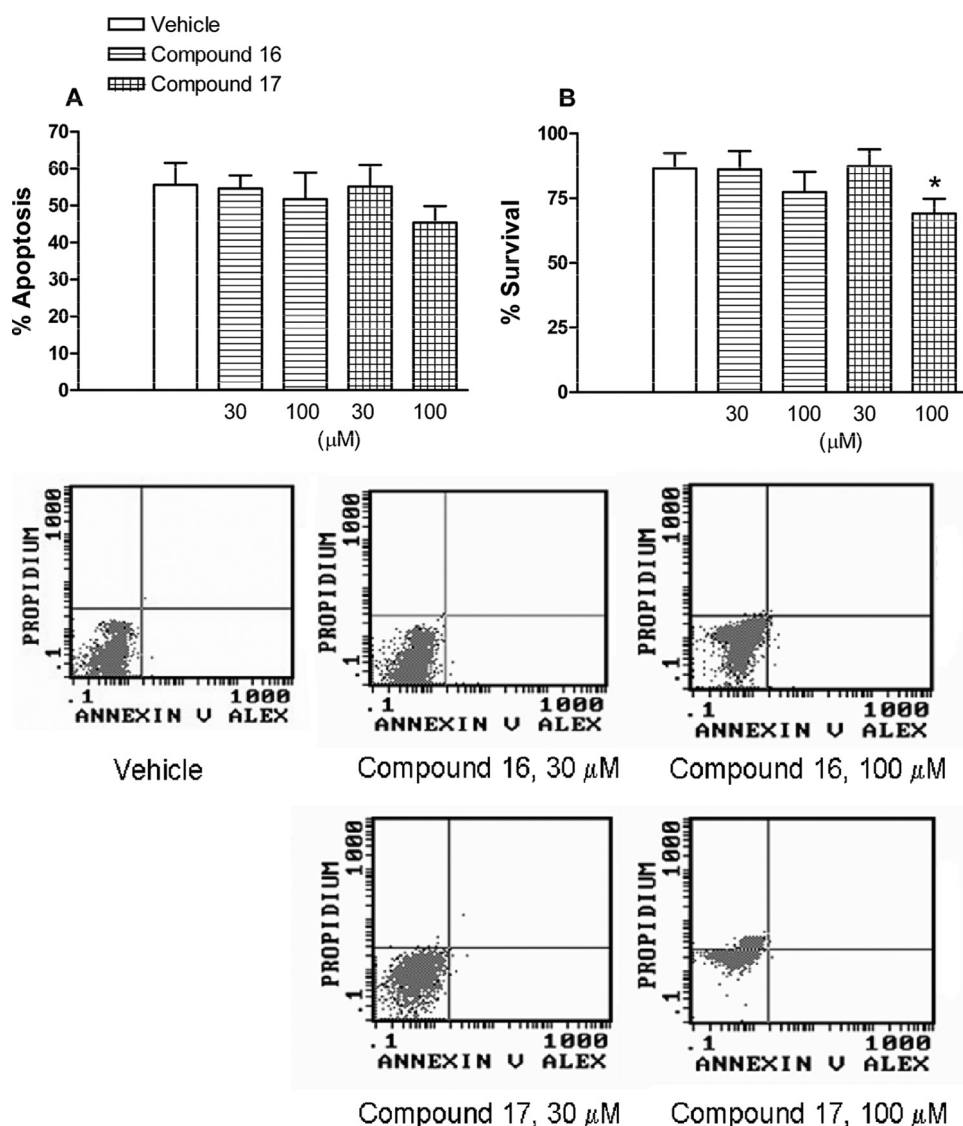 Vehicle
Compound 16
Compound 17
A
% Apoptosis
70
60
50
40
30
20
10
0
30
100
30
100
(μM)
B
% Survival
100
75
50
25
0
*
30
100
30
100
(μM)
PROPIDIUM
1000
.1
.1
1000
ANNEXIN V ALEX
Vehicle
PROPIDIUM
1000
.1
.1
1000
ANNEXIN V ALEX
Compound 16, 30 μM
PROPIDIUM
1000
.1
.1
1000
ANNEXIN V ALEX
Compound 16, 100 μM
PROPIDIUM
1000
.1
.1
1000
ANNEXIN V ALEX
Compound 17, 30 μM
PROPIDIUM
1000
.1
.1
1000
ANNEXIN V ALEX
Compound 17, 100 μM